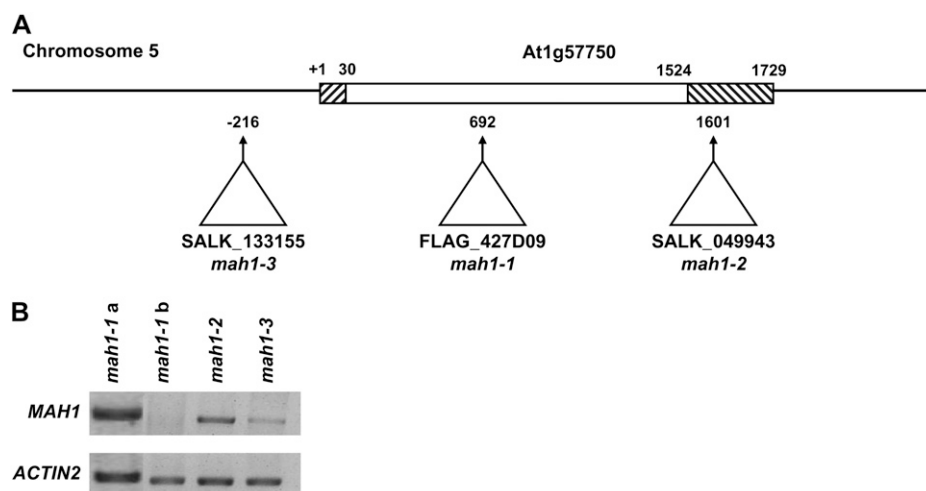 A
Chromosome 5
At1g57750
+1 30 1524 1729
-216 692 1601
SALK_133155 FLAG_427D09 SALK_049943
mah1-3 mah1-1 mah1-2
B
mah1-1 a mah1-1 b mah1-2 mah1-3
MAH1
ACTIN2